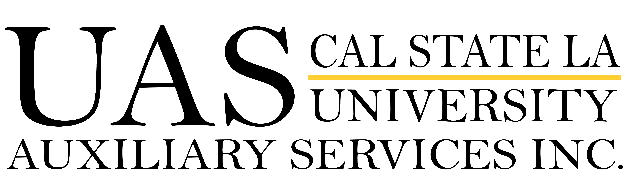 UAS
CAL STATE LA
UNIVERSITY
AUXILIARY SERVICES INC.